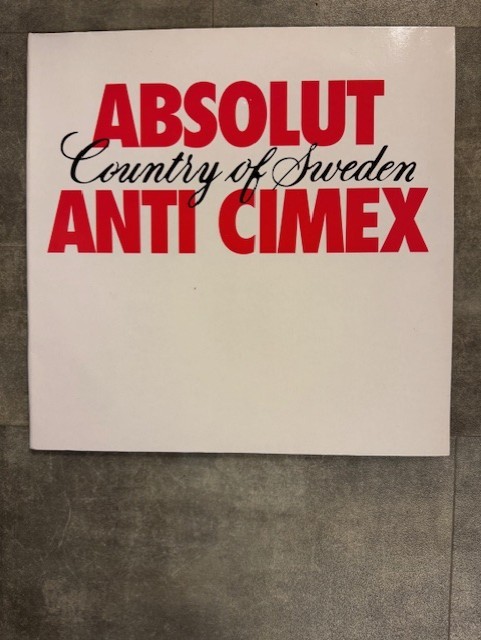 ABSOLUT
Country of Sweden
ANTI CIMEX